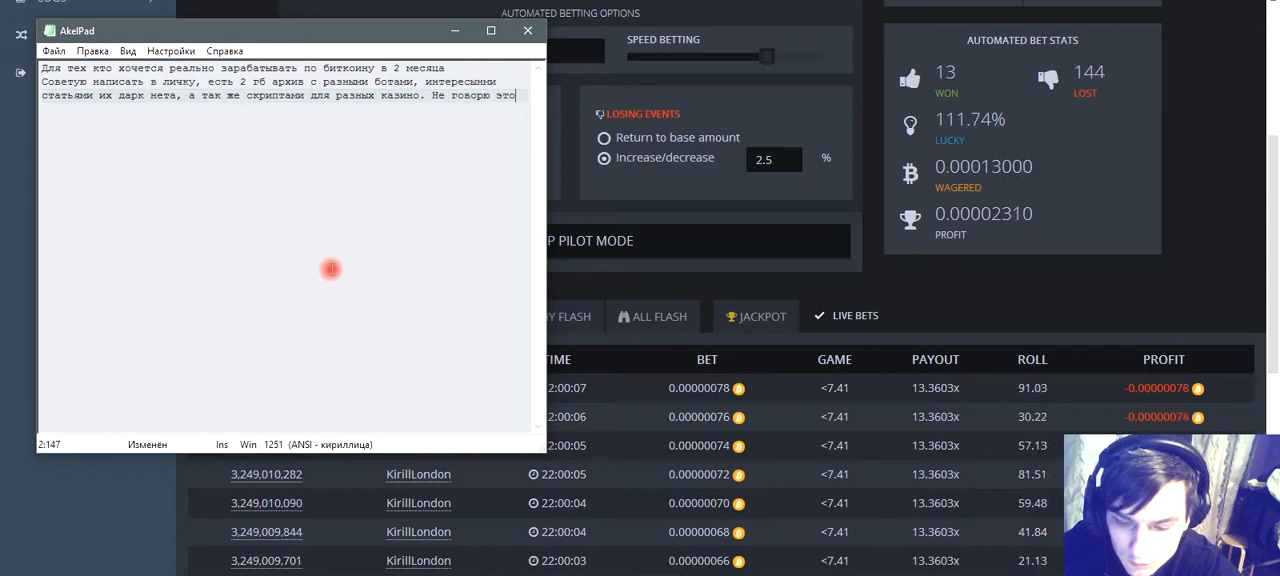 AUTOMATED BETTING OPTIONS
AkelPad
Файл Правка Вид Настройки Справка
Для тех кто хочется реально зарабатывать по биткоину в 2 месяца
Советую написать в личку, есть 2 гб архив с разными ботами, интересынми
статьями их дарк нета, а так же скриптами для разных казино. Не говорю это
2:147 Изменён Ins Win 1251 (ANSI - кириллица)
SPEED BETTING
LOSING EVENTS
Return to base amount
Increase/decrease 2.5 %
P PILOT MODE
AUTOMATED BET STATS
13 144
WON LOST
111.74%
LUCKY
0.00013000
WAGERED
0.00002310
PROFIT
Y FLASH ALL FLASH JACKPOT LIVE BETS
TIME BET GAME PAYOUT ROLL PROFIT
22:00:07 0.00000078 <7.41 13.3603x 91.03 -0.00000078
22:00:06 0.00000076 <7.41 13.3603x 30.22 -0.00000076
22:00:05 0.00000074 <7.41 13.3603x 57.13
3,249,010,282 KirillLondon 22:00:05 0.00000072 <7.41 13.3603x 81.51
3,249,010,090 KirillLondon 22:00:04 0.00000070 <7.41 13.3603x 59.48
3,249,009,844 KirillLondon 22:00:04 0.00000068 <7.41 13.3603x 41.84
3,249,009,701 KirillLondon 22:00:03 0.00000066 <7.41 13.3603x 21.13